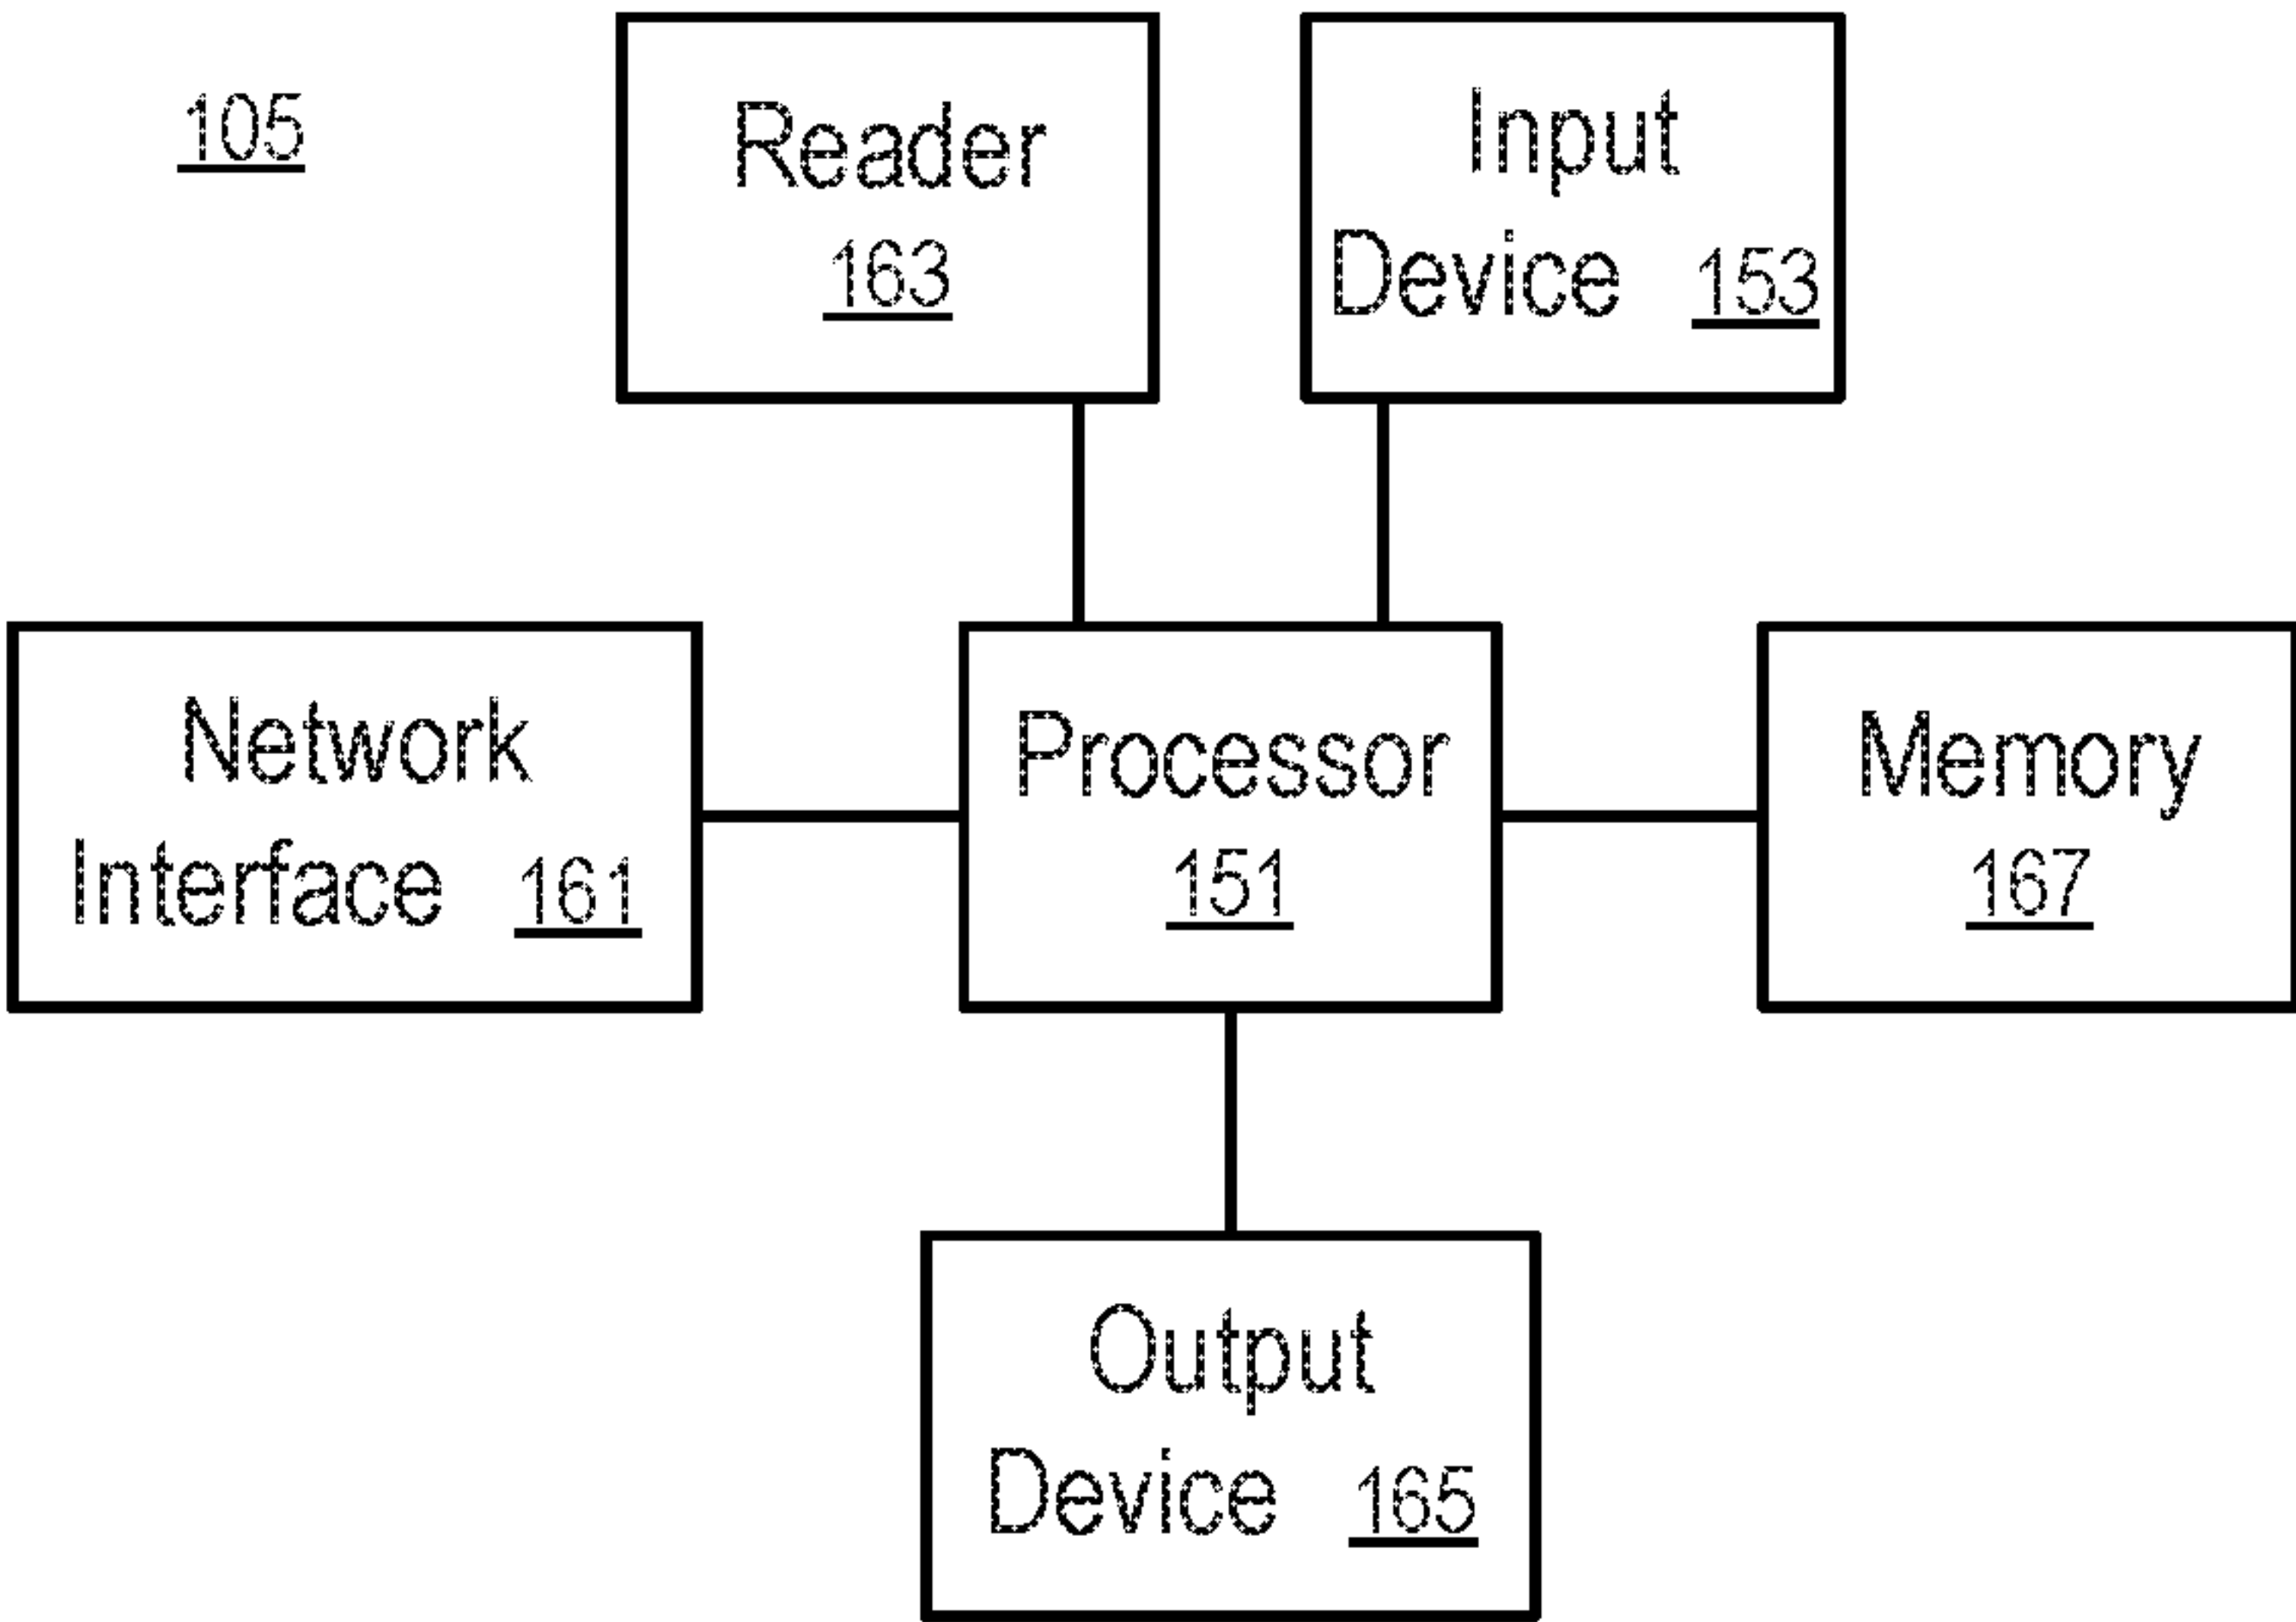 105
Reader
163
Input
Device 153
Network
Interface 161
Processor
151
Memory
167
Output
Device 165